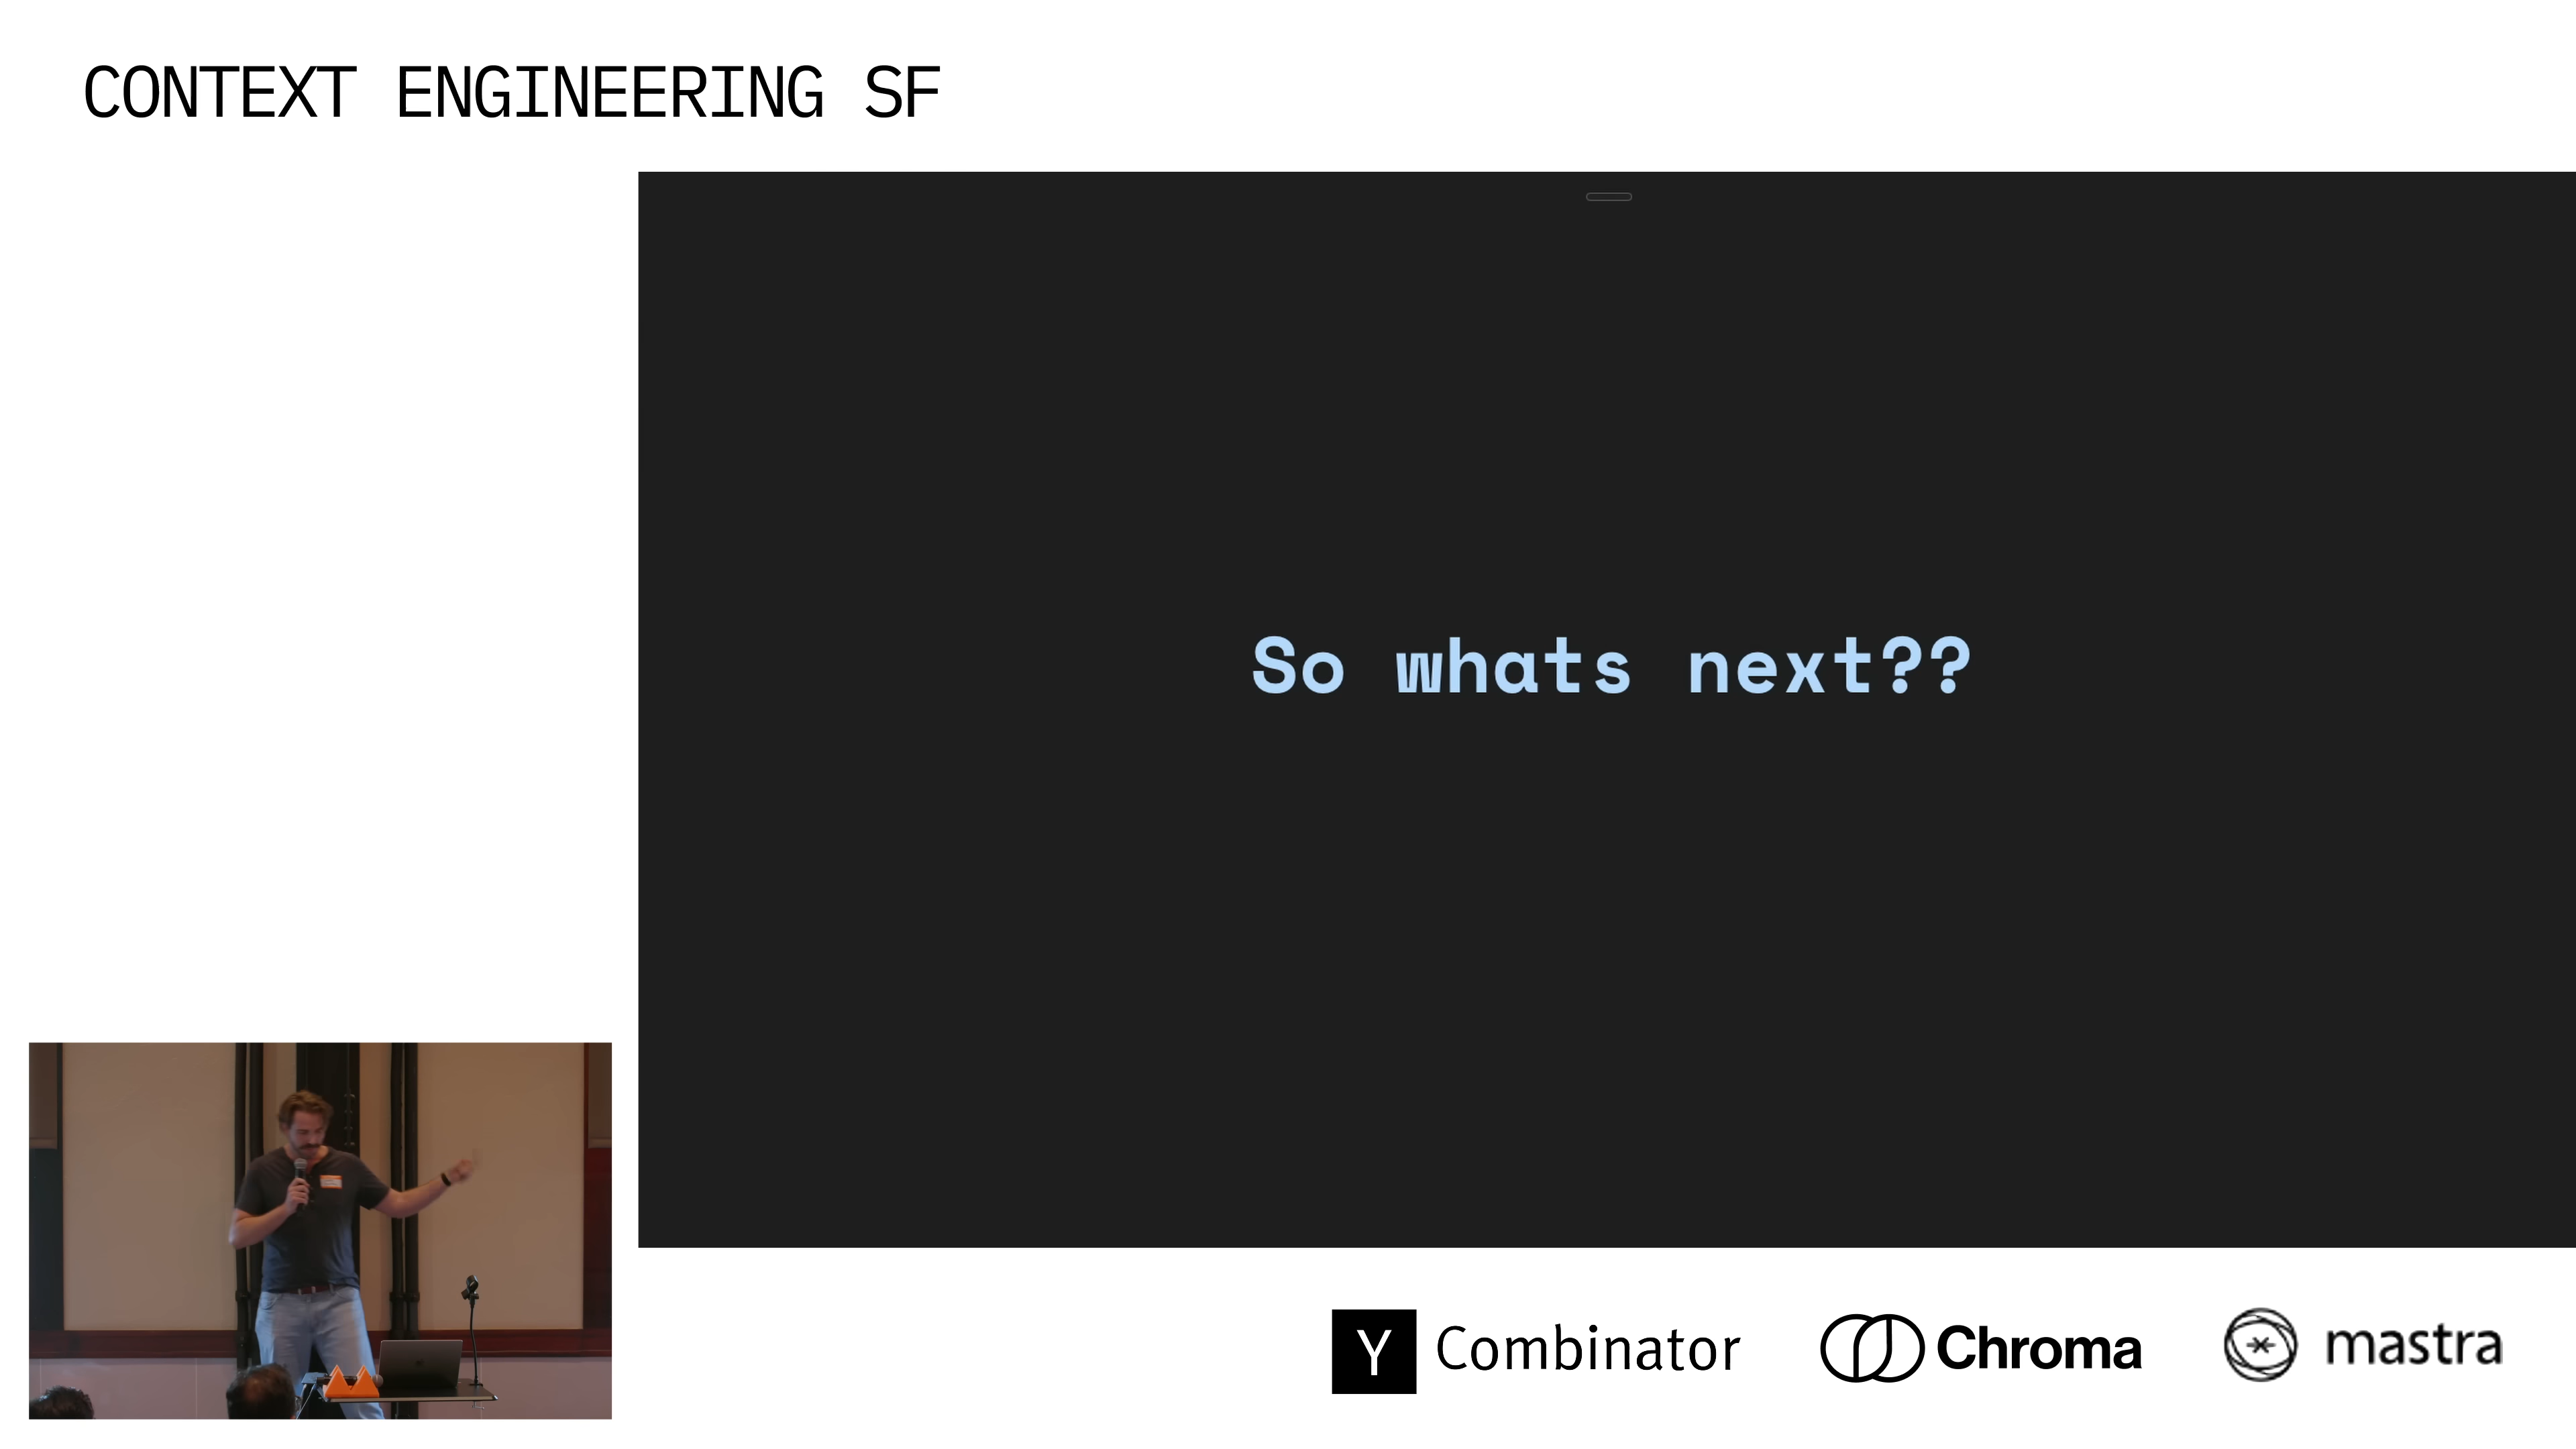 CONTEXT ENGINEERING SF
So whats next??
Y Combinator
Chroma
mastra